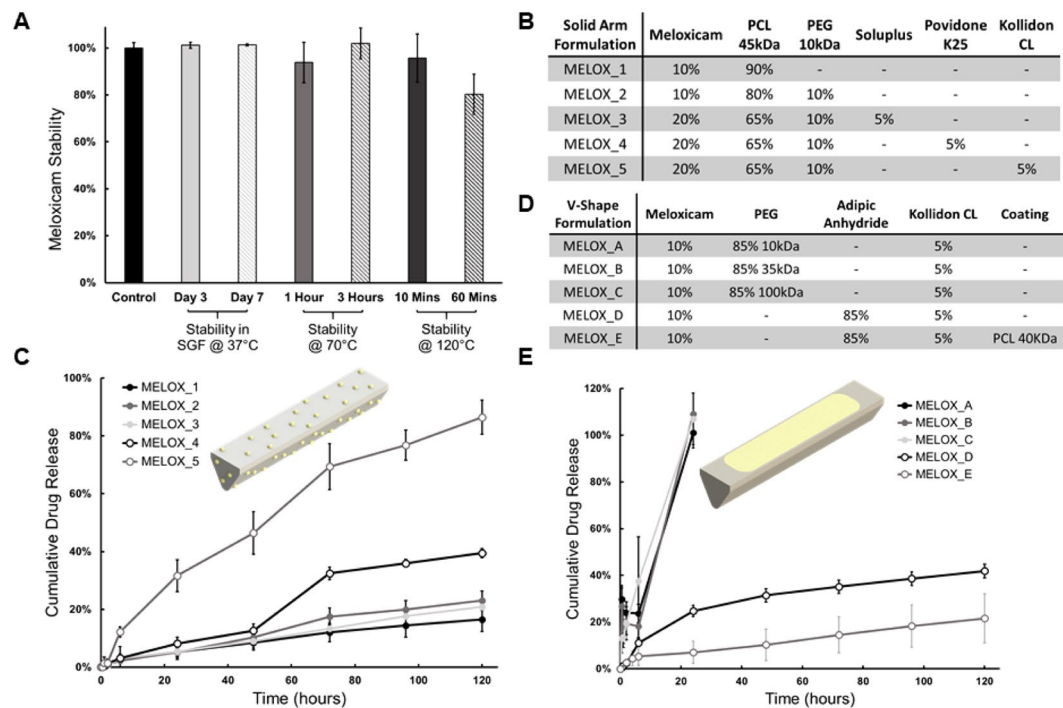 A
Meloxicam Stability
100%
80%
60%
40%
20%
0%
Control Day 3 Day 7 1 Hour 3 Hours 10 Mins 60 Mins
Stability in
SGF @ 37°C
Stability
@ 70°C
Stability
@ 120°C
B
Solid Arm
Formulation Meloxicam PCL
45kDa PEG
10kDa Soluplus Povidone
K25 Kollidon
CL
MELOX_1 10% 90% - - - -
MELOX_2 10% 80% 10% - - -
MELOX_3 20% 65% 10% 5% - -
MELOX_4 20% 65% 10% - 5% -
MELOX_5 20% 65% 10% - - 5%
D
V-Shape
Formulation Meloxicam PEG Adipic
Anhydride Kollidon CL Coating
MELOX_A 10% 85% 10kDa - 5% -
MELOX_B 10% 85% 35kDa - 5% -
MELOX_C 10% 85% 100kDa - 5% -
MELOX_D 10% - 85% 5% -
MELOX_E 10% - 85% 5% PCL 40KDa
C
Cumulative Drug Release
100%
80%
60%
40%
20%
0%
MELOX_1
MELOX_2
MELOX_3
MELOX_4
MELOX_5
0 20 40 60 80 100 120
Time (hours)
E
Cumulative Drug Release
120%
100%
80%
60%
40%
20%
0%
MELOX_A
MELOX_B
MELOX_C
MELOX_D
MELOX_E
0 20 40 60 80 100 120
Time (hours)